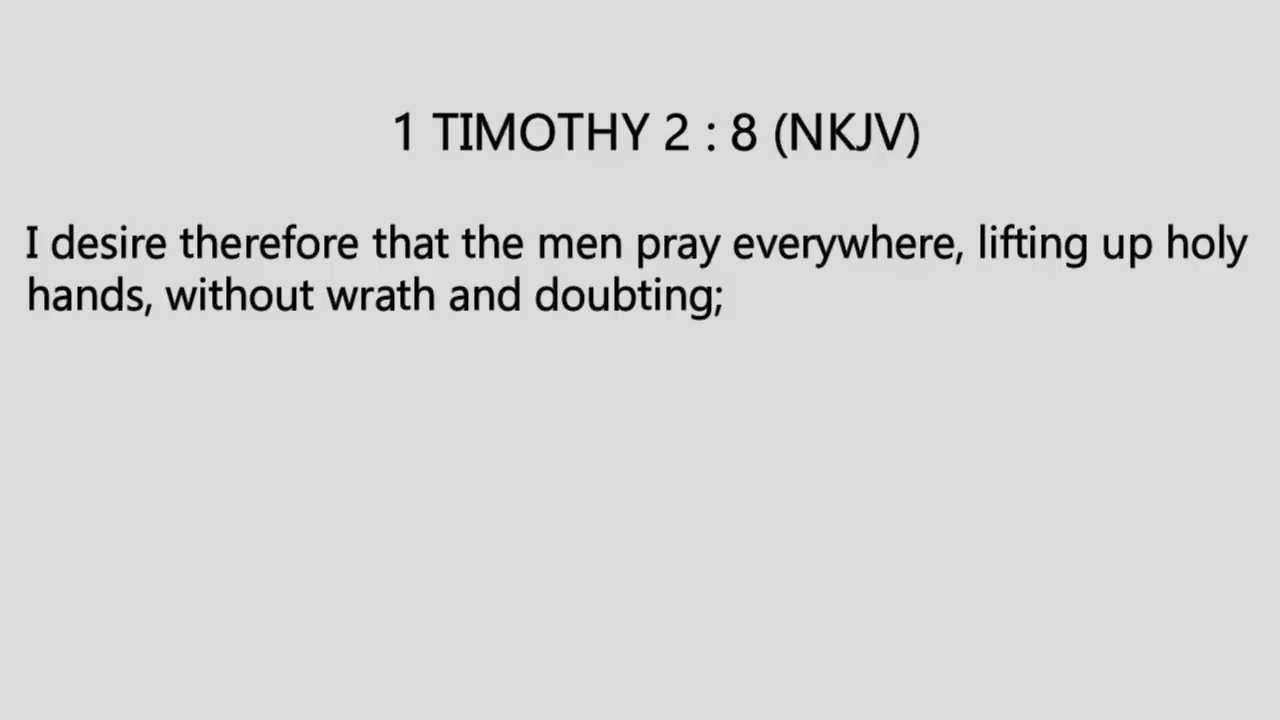 1 TIMOTHY 2 : 8 (NKJV)
I desire therefore that the men pray everywhere, lifting up holy
hands, without wrath and doubting;